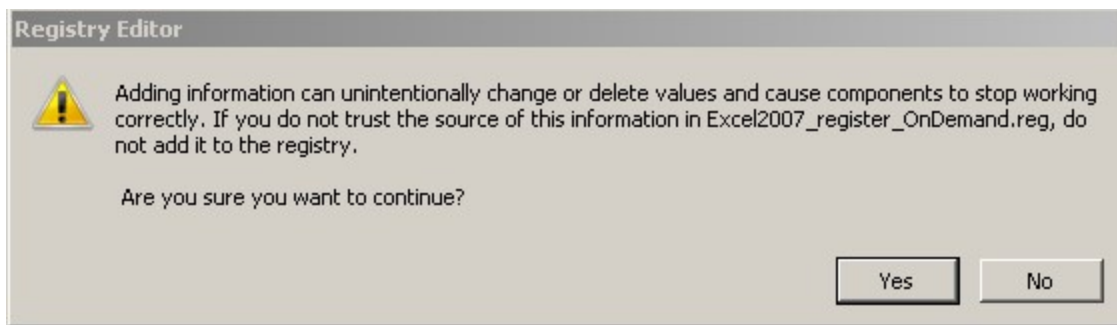 Registry Editor
Adding information can unintentionally change or delete values and cause components to stop working
correctly. If you do not trust the source of this information in Excel2007_register_OnDemand.reg, do
not add it to the registry.
Are you sure you want to continue?
Yes
No